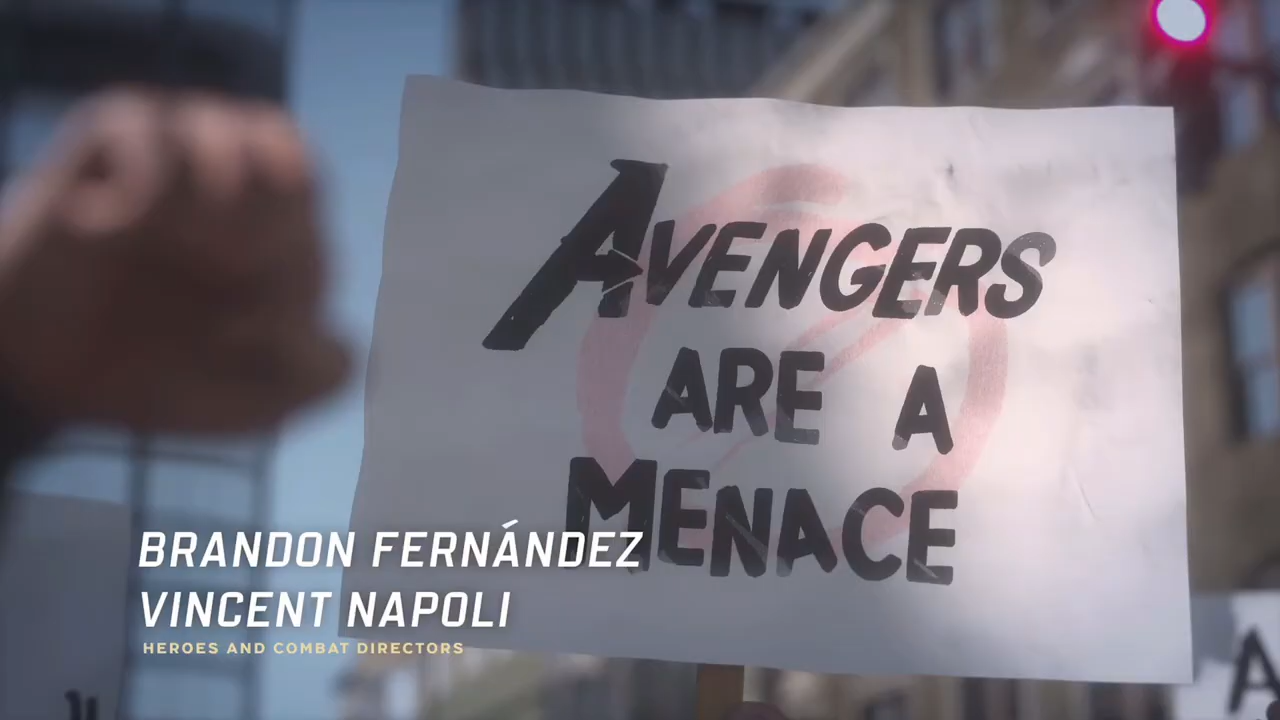 AVENGERS
ARE A
MENACE
BRANDON FERNÁNDEZ
VINCENT NAPOLI
HEROES AND COMBAT DIRECTORS